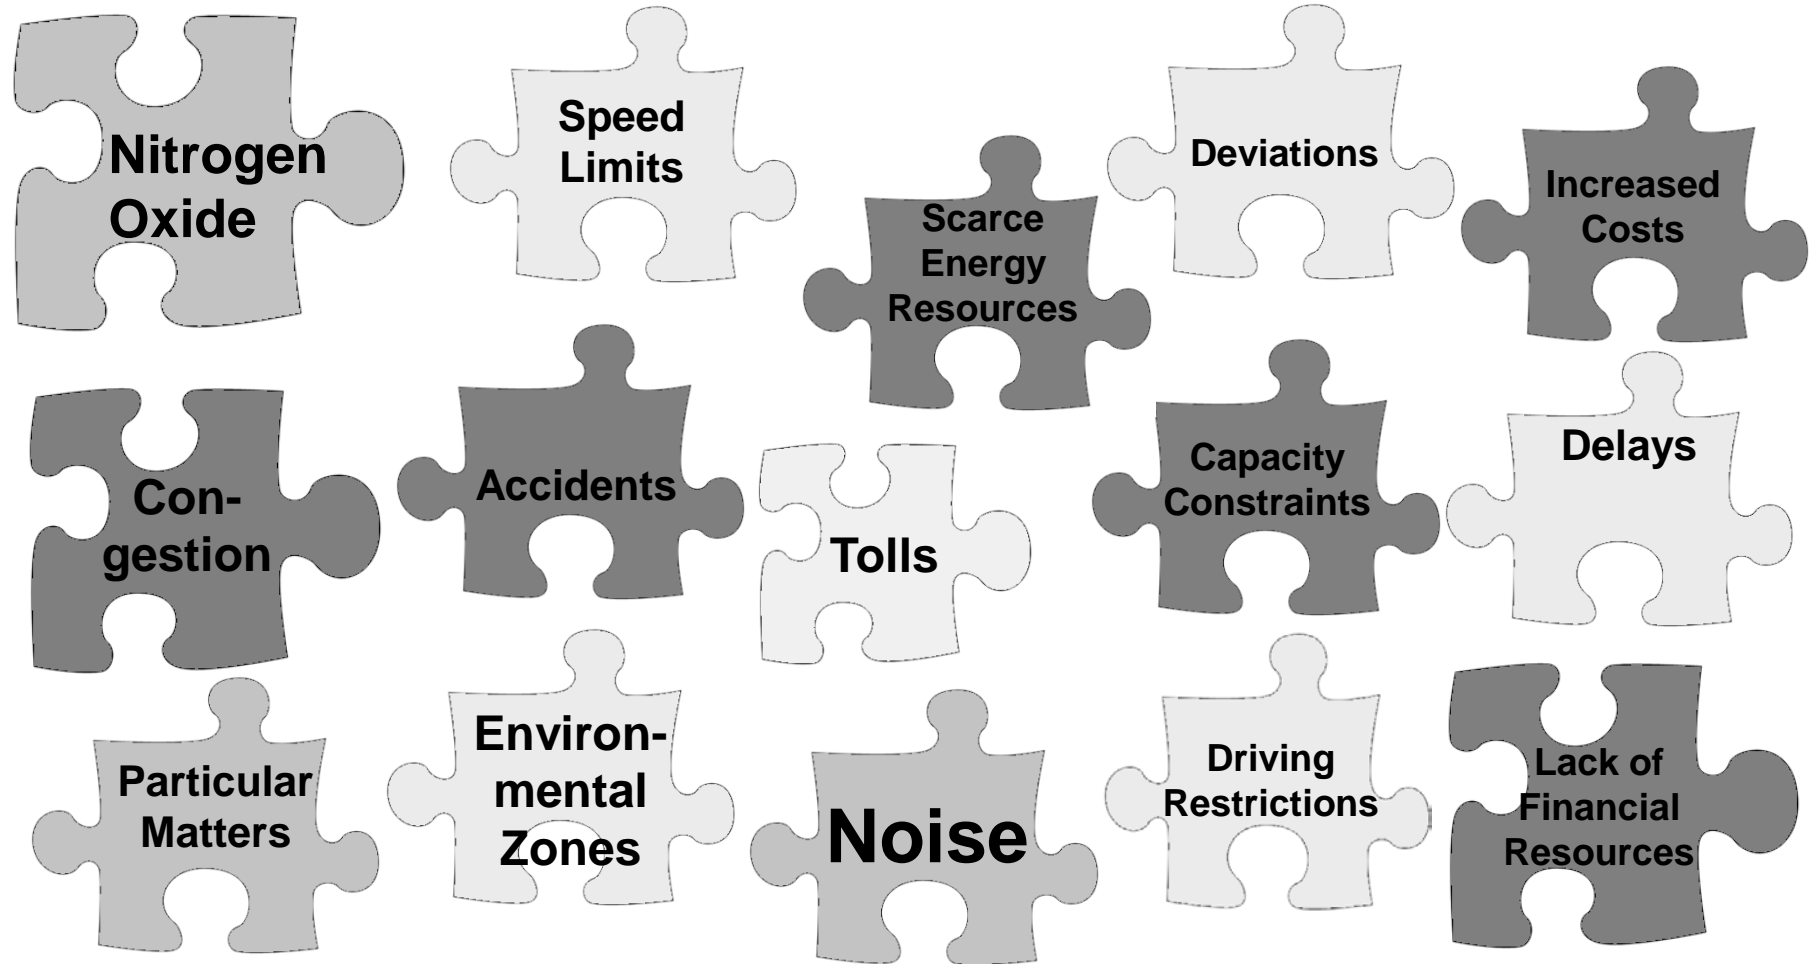 Nitrogen
Oxide
Speed
Limits
Scarce
Energy
Resources
Deviations
Increased
Costs
Con-
gestion
Accidents
Tolls
Capacity
Constraints
Delays
Particular
Matters
Environ-
mental
Zones
Noise
Driving
Restrictions
Lack of
Financial
Resources